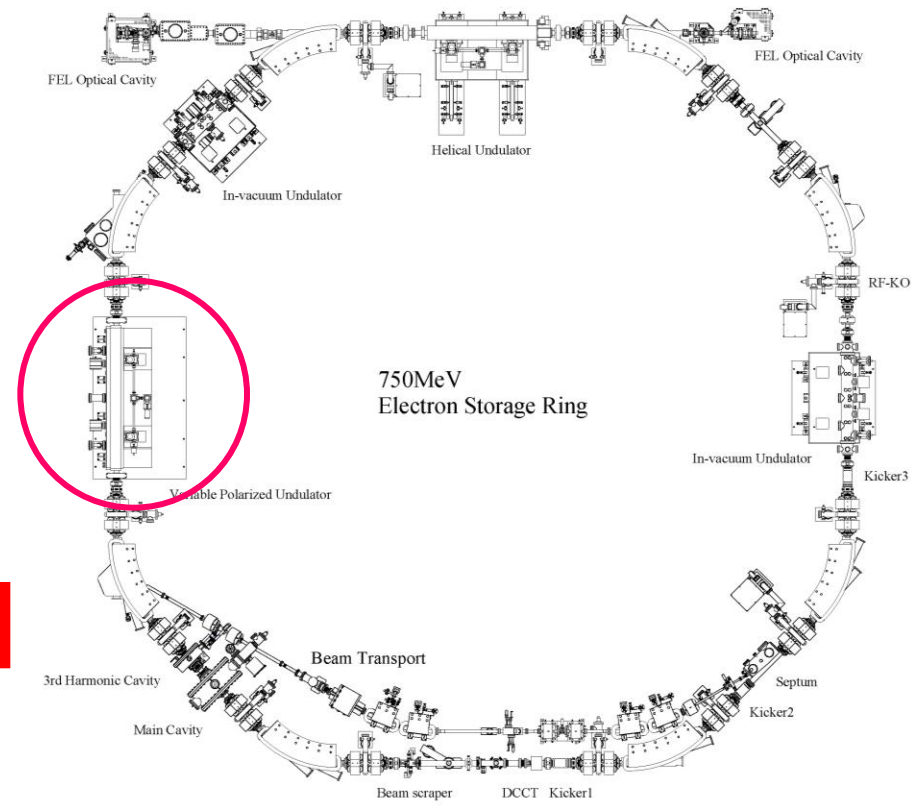 FEL Optical Cavity
FEL Optical Cavity
Helical Undulator
In-vacuum Undulator
RF-KO
750MeV
Electron Storage Ring
In-vacuum Undulator
Kicker3
Variable Polarized Undulator
Beam Transport
3rd Harmonic Cavity
Septum
Kicker2
Main Cavity
Beam scraper
DCCT
Kicker1